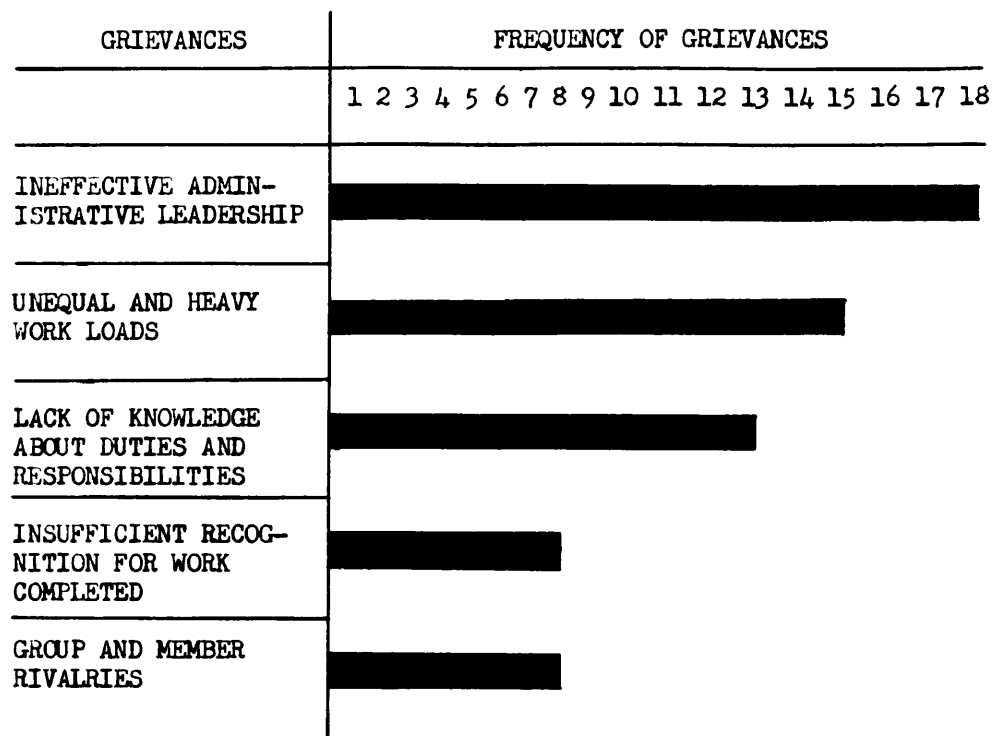 GRIEVANCES
FREQUENCY OF GRIEVANCES
1 2 3 4 5 6 7 8 9 10 11 12 13 14 15 16 17 18
INEFFECTIVE ADMIN-
ISTRATIVE LEADERSHIP
UNEQUAL AND HEAVY
WORK LOADS
LACK OF KNOWLEDGE
ABOUT DUTIES AND
RESPONSIBILITIES
INSUFFICIENT RECOG-
NITION FOR WORK
COMPLETED
GROUP AND MEMBER
RIVALRIES